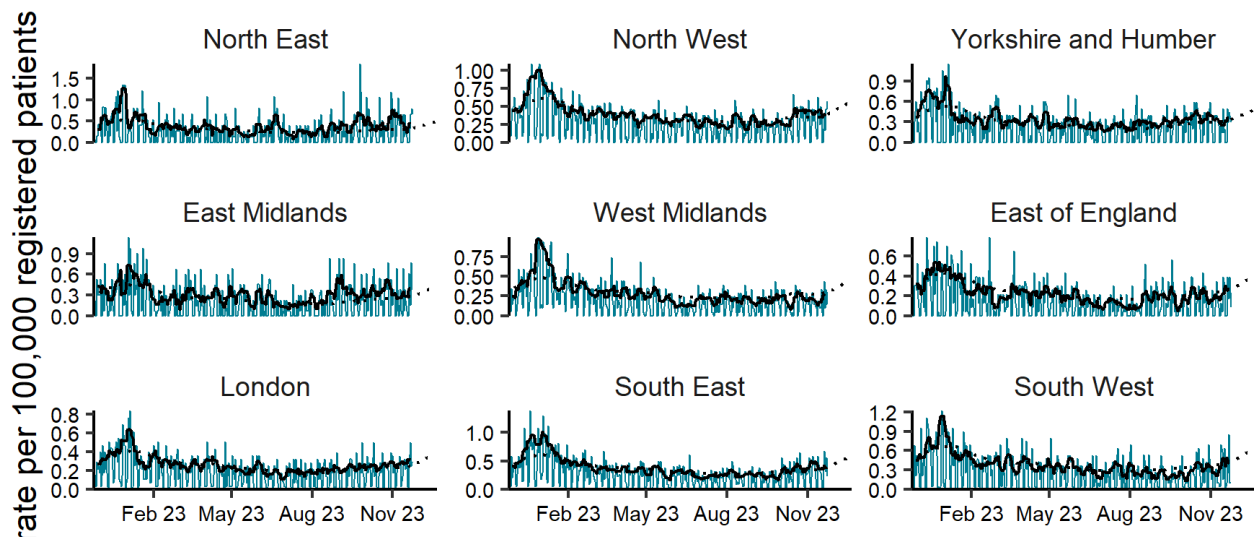 rate per 100,000 registered patients
North East
1.5
1.0
0.5
0.0
North West
1.00
0.75
0.50
0.25
0.00
Yorkshire and Humber
0.9
0.6
0.3
0.0
East Midlands
0.9
0.6
0.3
0.0
West Midlands
0.75
0.50
0.25
0.00
East of England
0.6
0.4
0.2
0.0
London
0.8
0.6
0.4
0.2
0.0
Feb 23 May 23 Aug 23 Nov 23
South East
1.0
0.5
0.0
Feb 23 May 23 Aug 23 Nov 23
South West
1.2
0.9
0.6
0.3
0.0
Feb 23 May 23 Aug 23 Nov 23